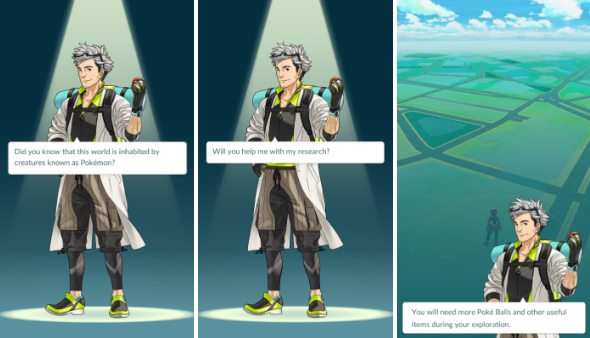 Did you know that this world is inhabited by
creatures known as Pokémon?
Will you help me with my research?
You will need more Poké Balls and other useful
items during your exploration.